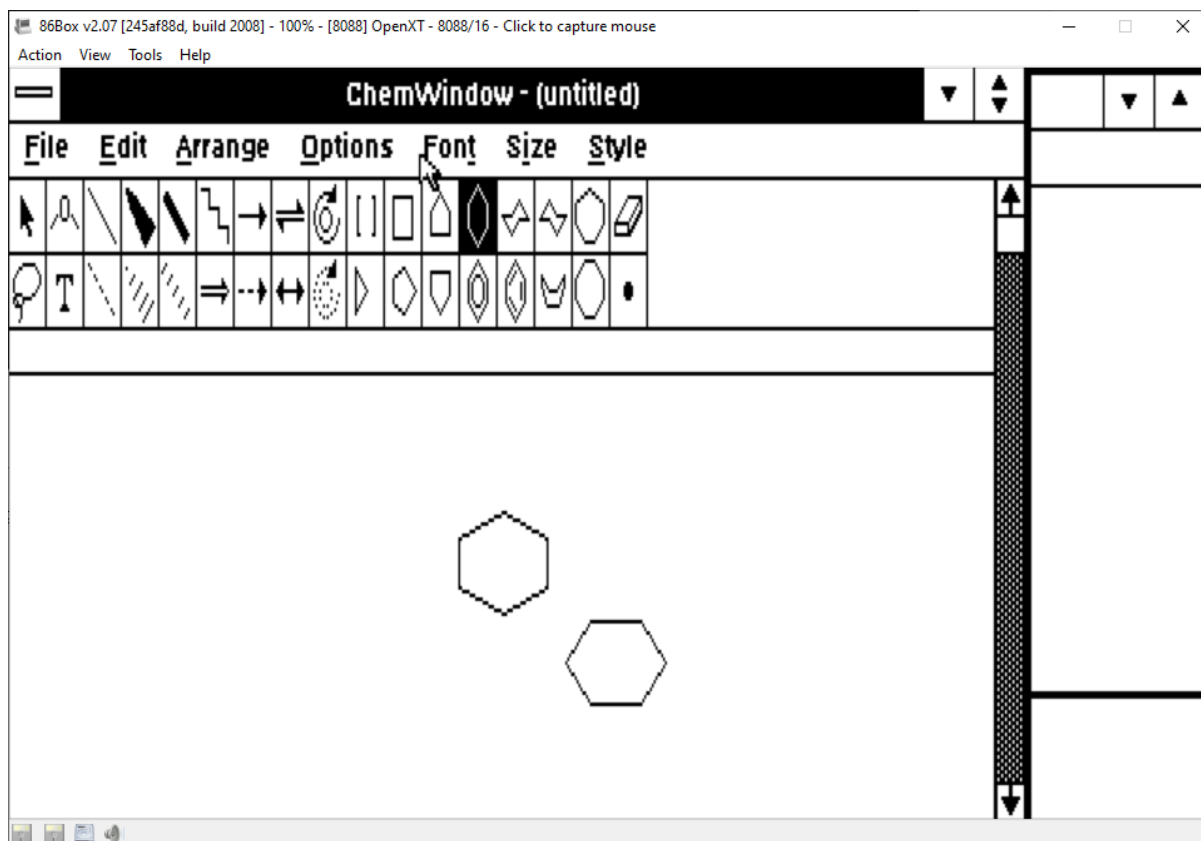 86Box v2.07 [245af88d, build 2008] - 100% - [8088] OpenXT - 8088/16 - Click to capture mouse
Action View Tools Help
ChemWindow - (untitled)
File Edit Arrange Options Font Size Style
T